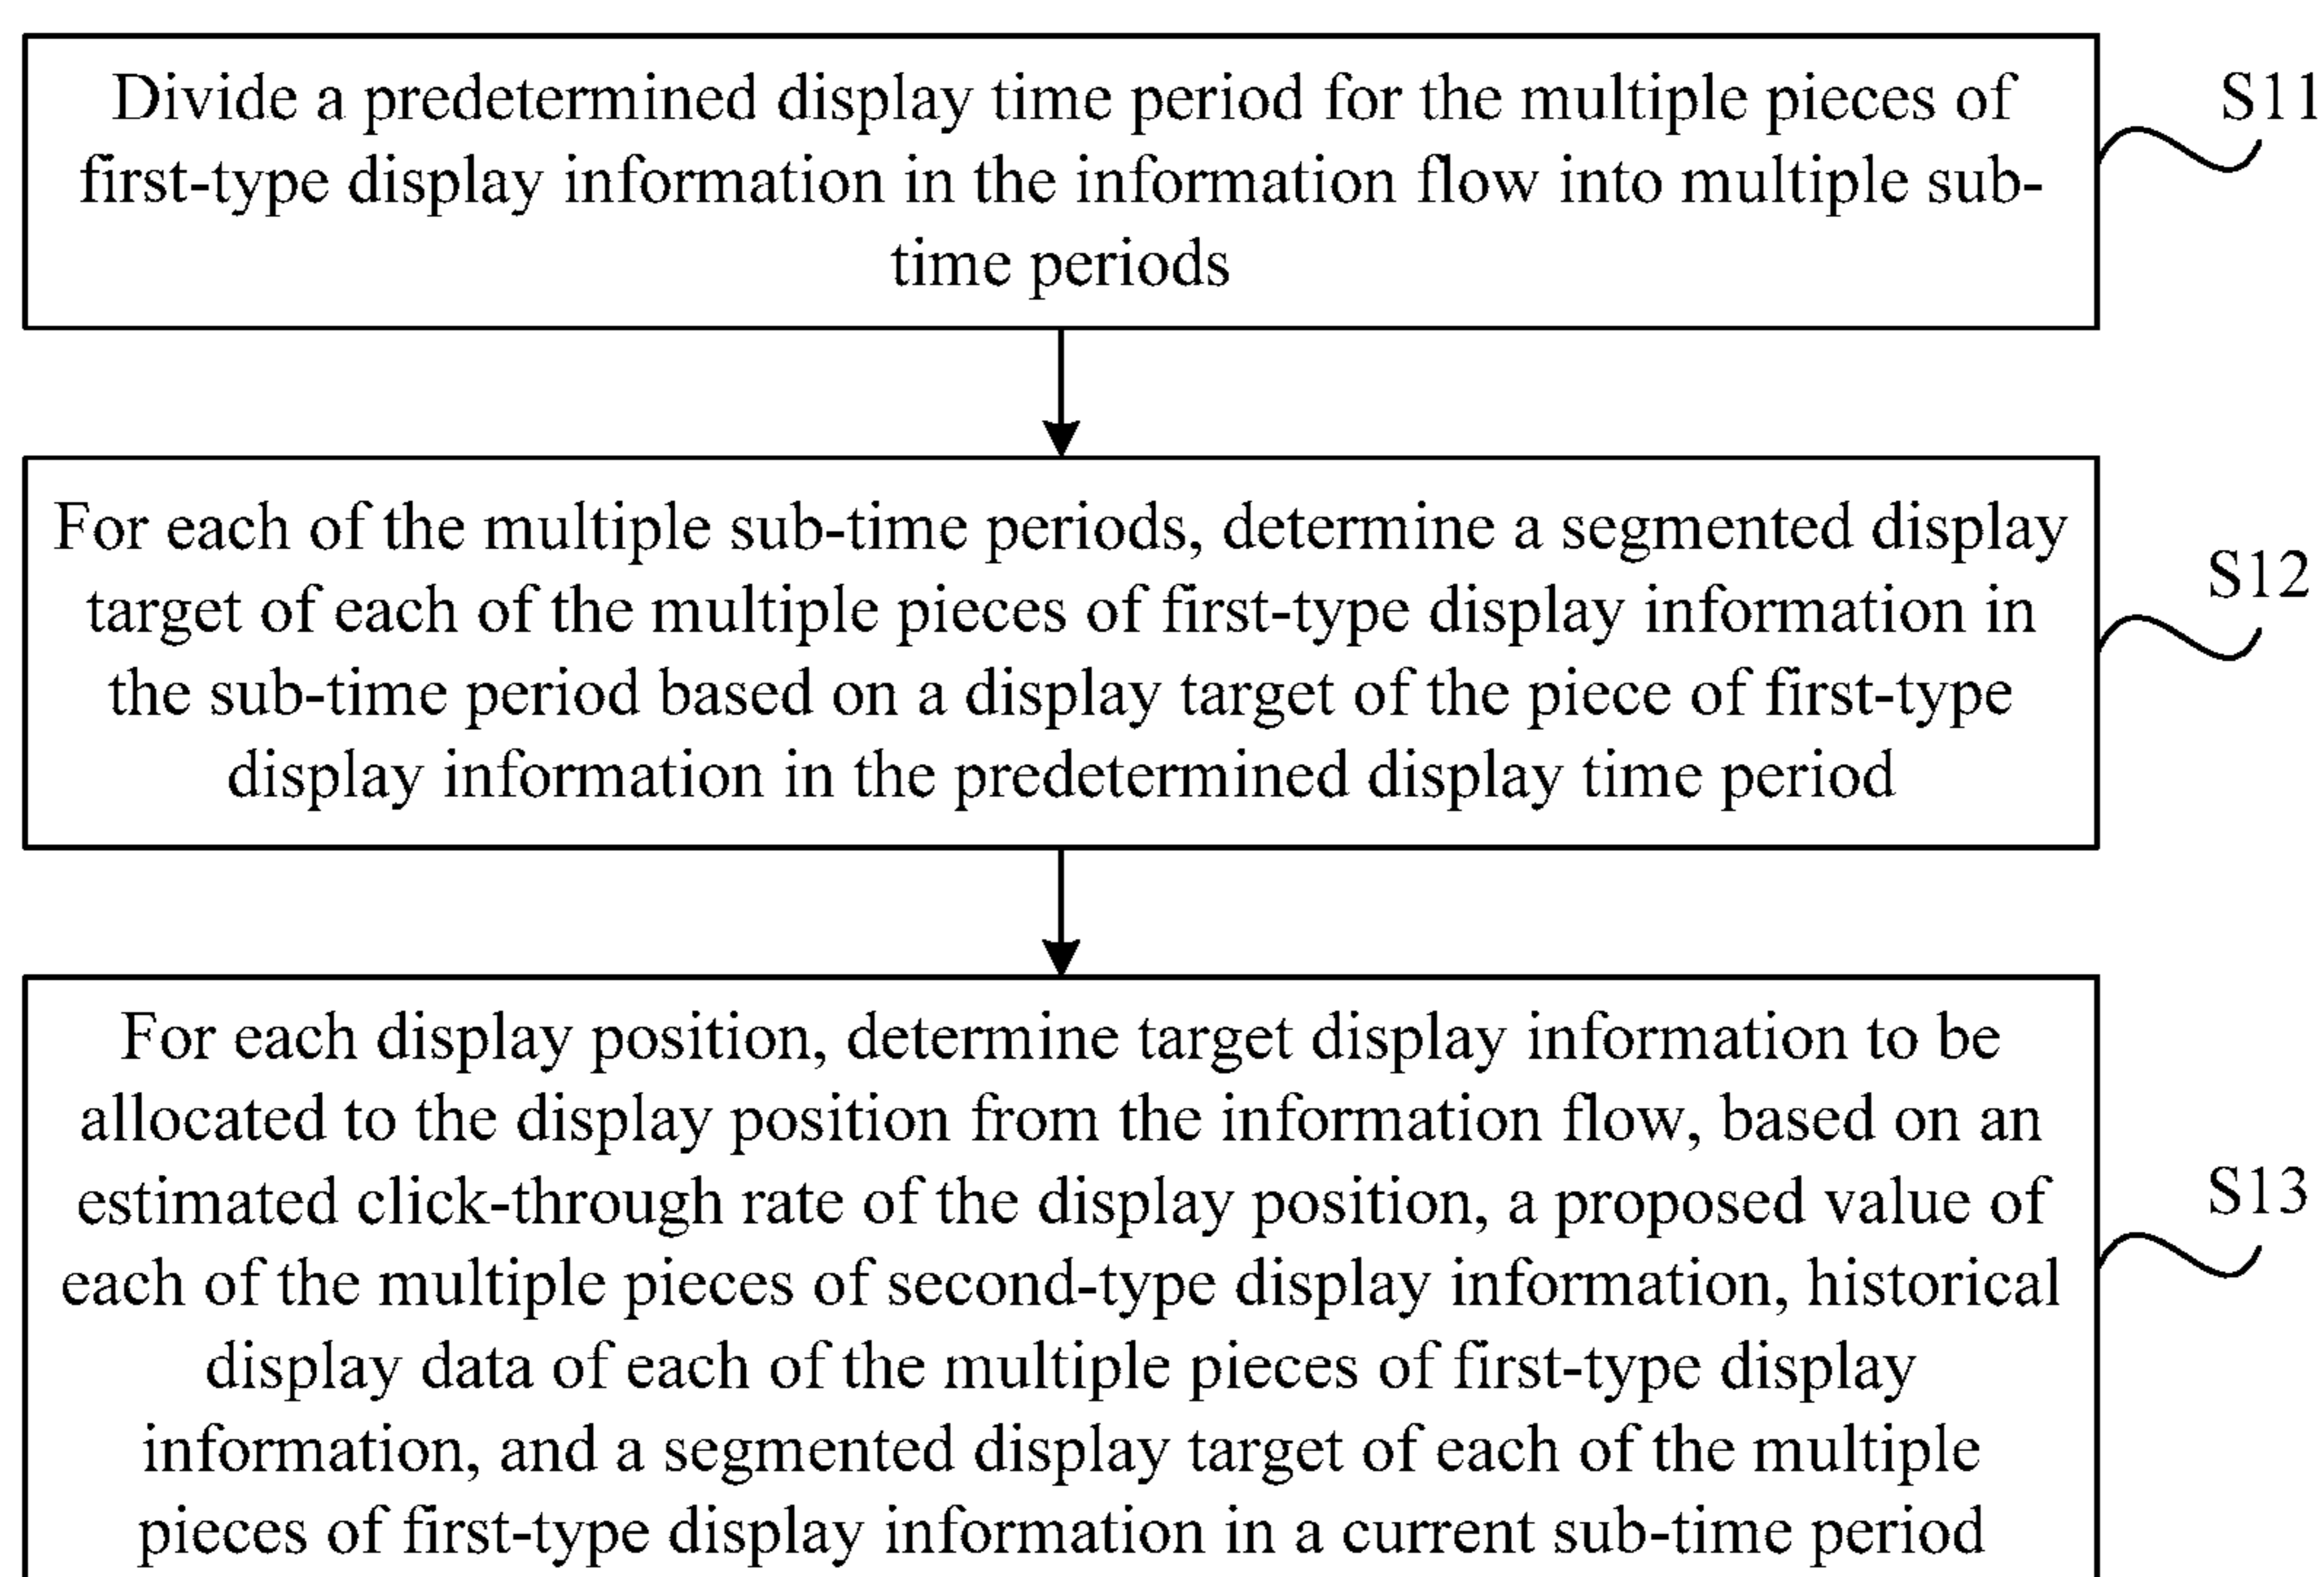 Divide a predetermined display time period for the multiple pieces of
first-type display information in the information flow into multiple sub-
time periods
S11
For each of the multiple sub-time periods, determine a segmented display
target of each of the multiple pieces of first-type display information in
the sub-time period based on a display target of the piece of first-type
display information in the predetermined display time period
S12
For each display position, determine target display information to be
allocated to the display position from the information flow, based on an
estimated click-through rate of the display position, a proposed value of
each of the multiple pieces of second-type display information, historical
display data of each of the multiple pieces of first-type display
information, and a segmented display target of each of the multiple
pieces of first-type display information in a current sub-time period
S13